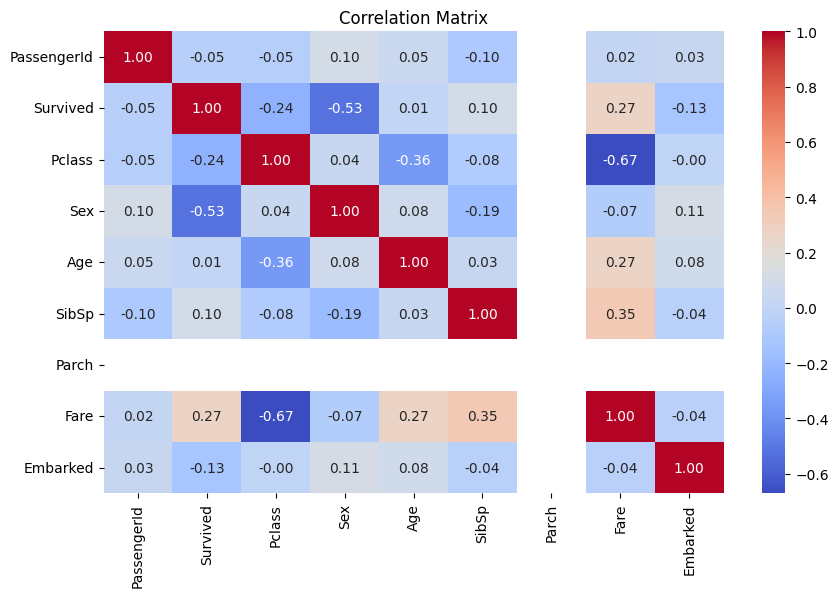 Correlation Matrix
PassengerId 1.00 -0.05 -0.05 0.10 0.05 -0.10 0.02 0.03
Survived -0.05 1.00 -0.24 -0.53 0.01 0.10 0.27 -0.13
Pclass -0.05 -0.24 1.00 0.04 -0.36 -0.08 -0.67 -0.00
Sex 0.10 -0.53 0.04 1.00 0.08 -0.19 -0.07 0.11
Age 0.05 0.01 -0.36 0.08 1.00 0.03 0.27 0.08
SibSp -0.10 0.10 -0.08 -0.19 0.03 1.00 0.35 -0.04
Parch
Fare 0.02 0.27 -0.67 -0.07 0.27 0.35 1.00 -0.04
Embarked 0.03 -0.13 -0.00 0.11 0.08 -0.04 -0.04 1.00
PassengerId Survived Pclass Sex Age SibSp Parch Fare Embarked
1.0
0.8
0.6
0.4
0.2
0.0
−0.2
−0.4
−0.6